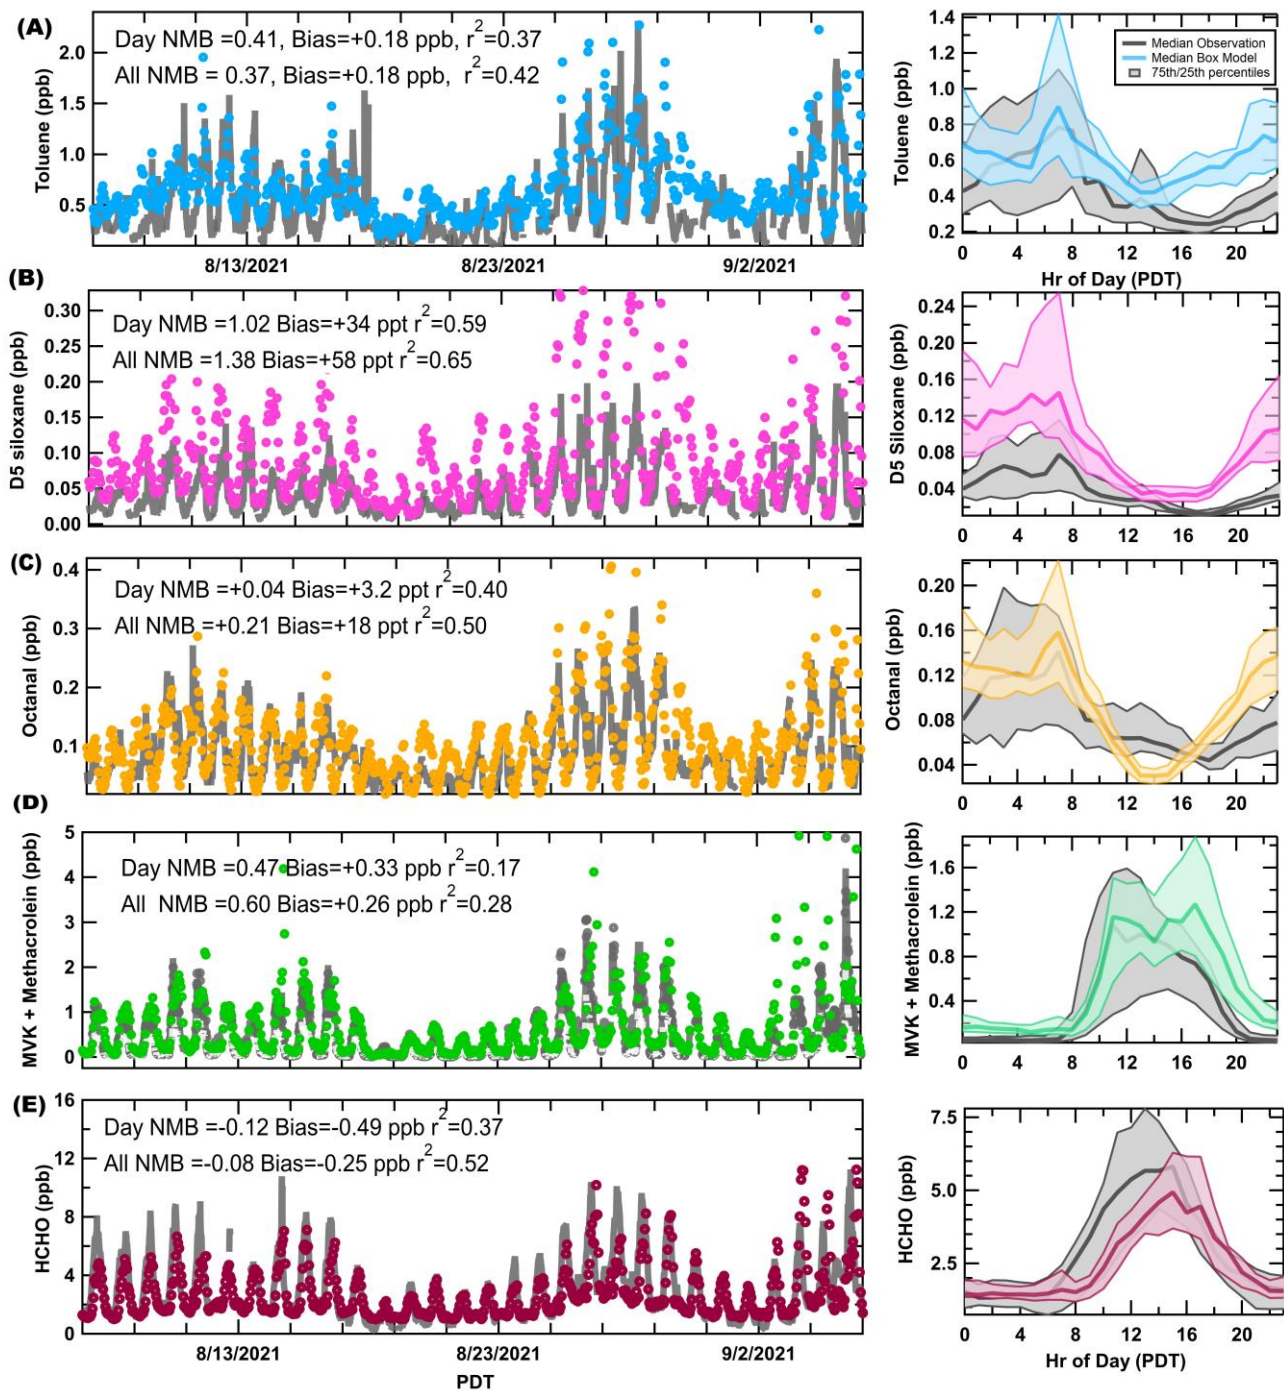 (A)
Day NMB =0.41, Bias=+0.18 ppb, r2=0.37
All NMB = 0.37, Bias=+0.18 ppb, r2=0.42
Toluene (ppb)
2.0
1.5
1.0
0.5
8/13/2021 8/23/2021 9/2/2021
Toluene (ppb)
1.4
1.2
1.0
0.8
0.6
0.4
0.2
Median Observation
Median Box Model
75th/25th percentiles
0 4 8 12 16 20
Hr of Day (PDT)
(B)
Day NMB =1.02 Bias=+34 ppt r2=0.59
All NMB =1.38 Bias=+58 ppt r2=0.65
D5 siloxane (ppb)
0.30
0.25
0.20
0.15
0.10
0.05
0.00
D5 Siloxane (ppb)
0.24
0.20
0.16
0.12
0.08
0.04
0 4 8 12 16 20
(C)
Day NMB =+0.04 Bias=+3.2 ppt r2=0.40
All NMB =+0.21 Bias=+18 ppt r2=0.50
Octanal (ppb)
0.4
0.3
0.2
0.1
Octanal (ppb)
0.20
0.16
0.12
0.08
0.04
0 4 8 12 16 20
(D)
Day NMB =0.47 Bias=+0.33 ppb r2=0.17
All NMB =0.60 Bias=+0.26 ppb r2=0.28
MVK + Methacrolein (ppb)
5
4
3
2
1
0
MVK + Methacrolein (ppb)
1.6
1.2
0.8
0.4
0 4 8 12 16 20
(E)
Day NMB =-0.12 Bias=-0.49 ppb r2=0.37
All NMB =-0.08 Bias=-0.25 ppb r2=0.52
HCHO (ppb)
16
12
8
4
0
8/13/2021 8/23/2021 9/2/2021
PDT
HCHO (ppb)
7.5
5.0
2.5
0 4 8 12 16 20
Hr of Day (PDT)